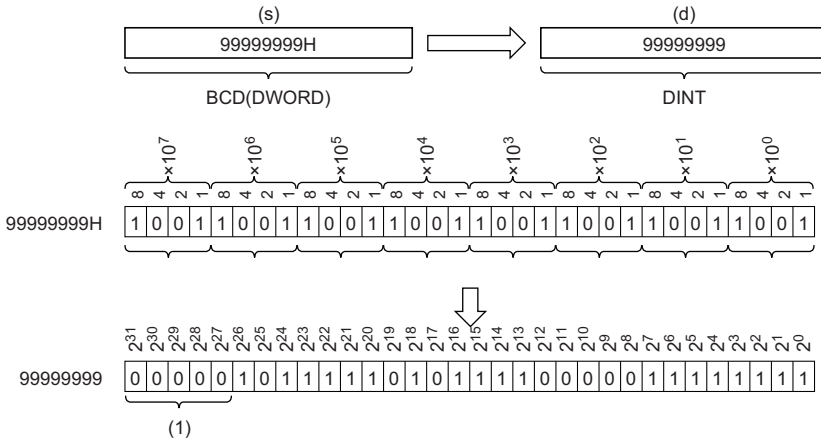 (s) (d)
99999999H 99999999
BCD(DWORD) DINT
×10⁷ ×10⁶ ×10⁵ ×10⁴ ×10³ ×10² ×10¹ ×10⁰
8 4 2 1 8 4 2 1 8 4 2 1 8 4 2 1 8 4 2 1 8 4 2 1 8 4 2 1 8 4 2 1
99999999H 1 0 0 1 1 0 0 1 1 0 0 1 1 0 0 1 1 0 0 1 1 0 0 1 1 0 0 1 1 0 0 1
2³¹ 2³⁰ 2²⁹ 2²⁸ 2²⁷ 2²⁶ 2²⁵ 2²⁴ 2²³ 2²² 2²¹ 2²⁰ 2¹⁹ 2¹⁸ 2¹⁷ 2¹⁶ 2¹⁵ 2¹⁴ 2¹³ 2¹² 2¹¹ 2¹⁰ 2⁹ 2⁸ 2⁷ 2⁶ 2⁵ 2⁴ 2³ 2² 2¹ 2⁰
99999999 0 0 0 0 0 1 0 1 1 1 1 1 0 1 0 1 1 1 1 0 0 0 0 0 1 1 1 1 1 1 1 1
(1)